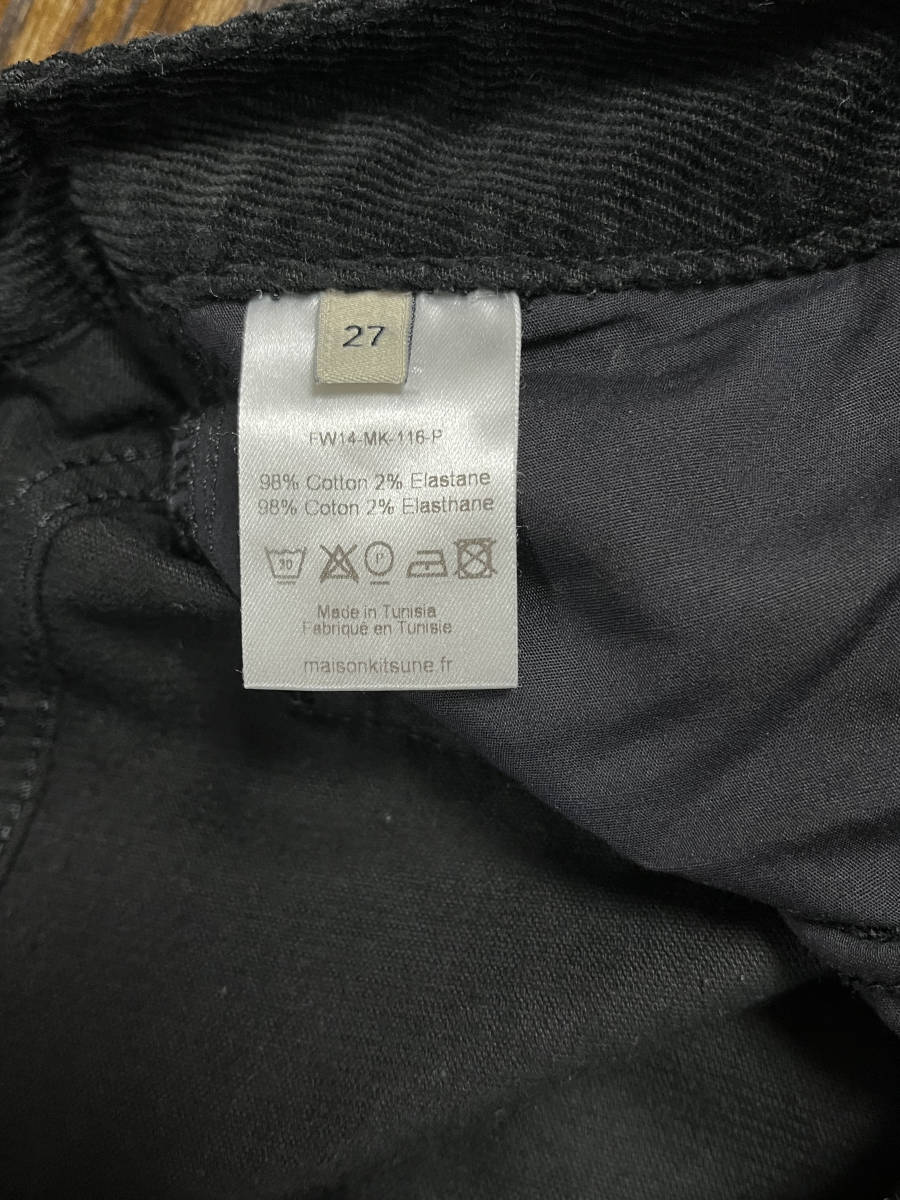 27
FW14-MK-116-P
98% Cotton 2% Elastane
98% Coton 2% Elasthane
30 P
Made in Tunisia
Fabriqué en Tunisie
maisonkitsune.fr